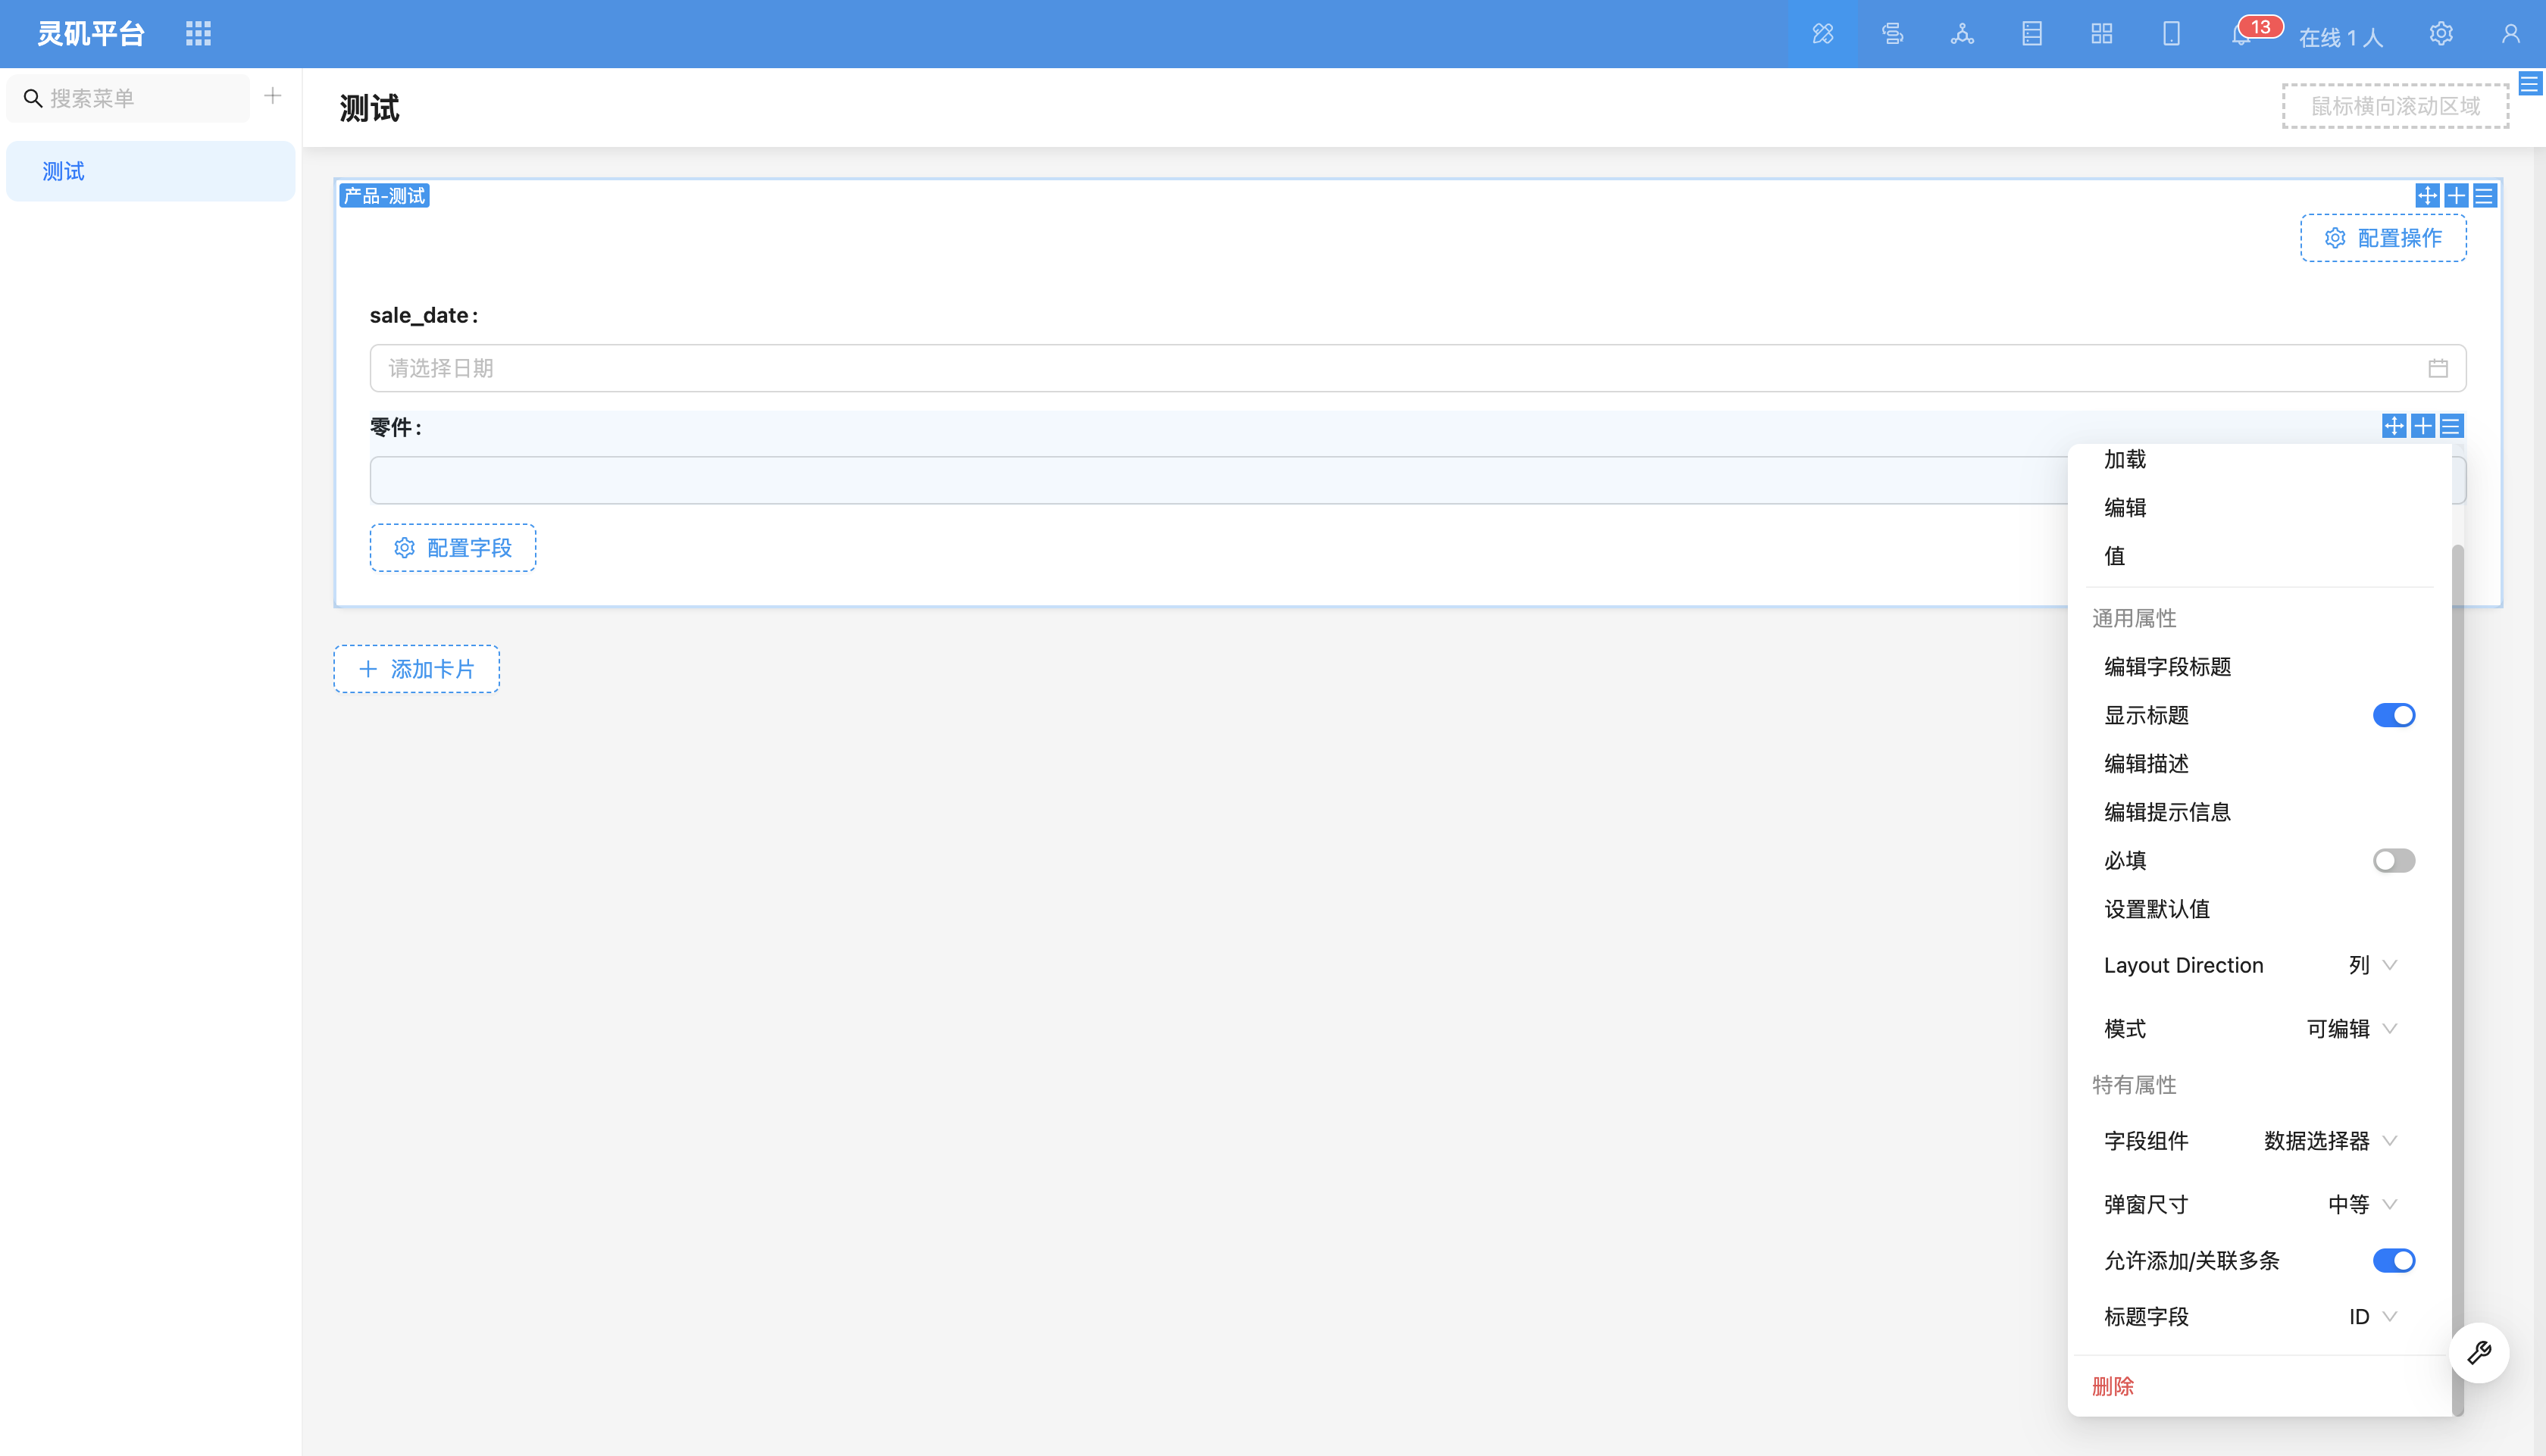 灵矶平台
13
在线 1 人
搜索菜单
测试
测试
鼠标横向滚动区域
产品-测试
配置操作
sale_date:
请选择日期
零件:
配置字段
添加卡片
加载
编辑
值
通用属性
编辑字段标题
显示标题
编辑描述
编辑提示信息
必填
设置默认值
Layout Direction 列
模式 可编辑
特有属性
字段组件 数据选择器
弹窗尺寸 中等
允许添加/关联多条
标题字段 ID
删除